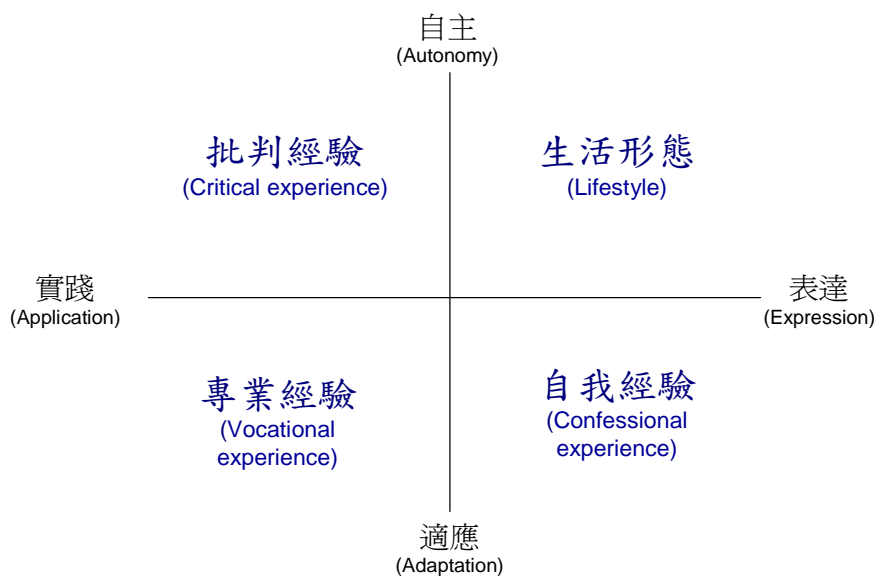 自主
(Autonomy)
批判經驗
(Critical experience)
生活形態
(Lifestyle)
實踐
(Application)
表達
(Expression)
專業經驗
(Vocational
experience)
自我經驗
(Confessional
experience)
適應
(Adaptation)